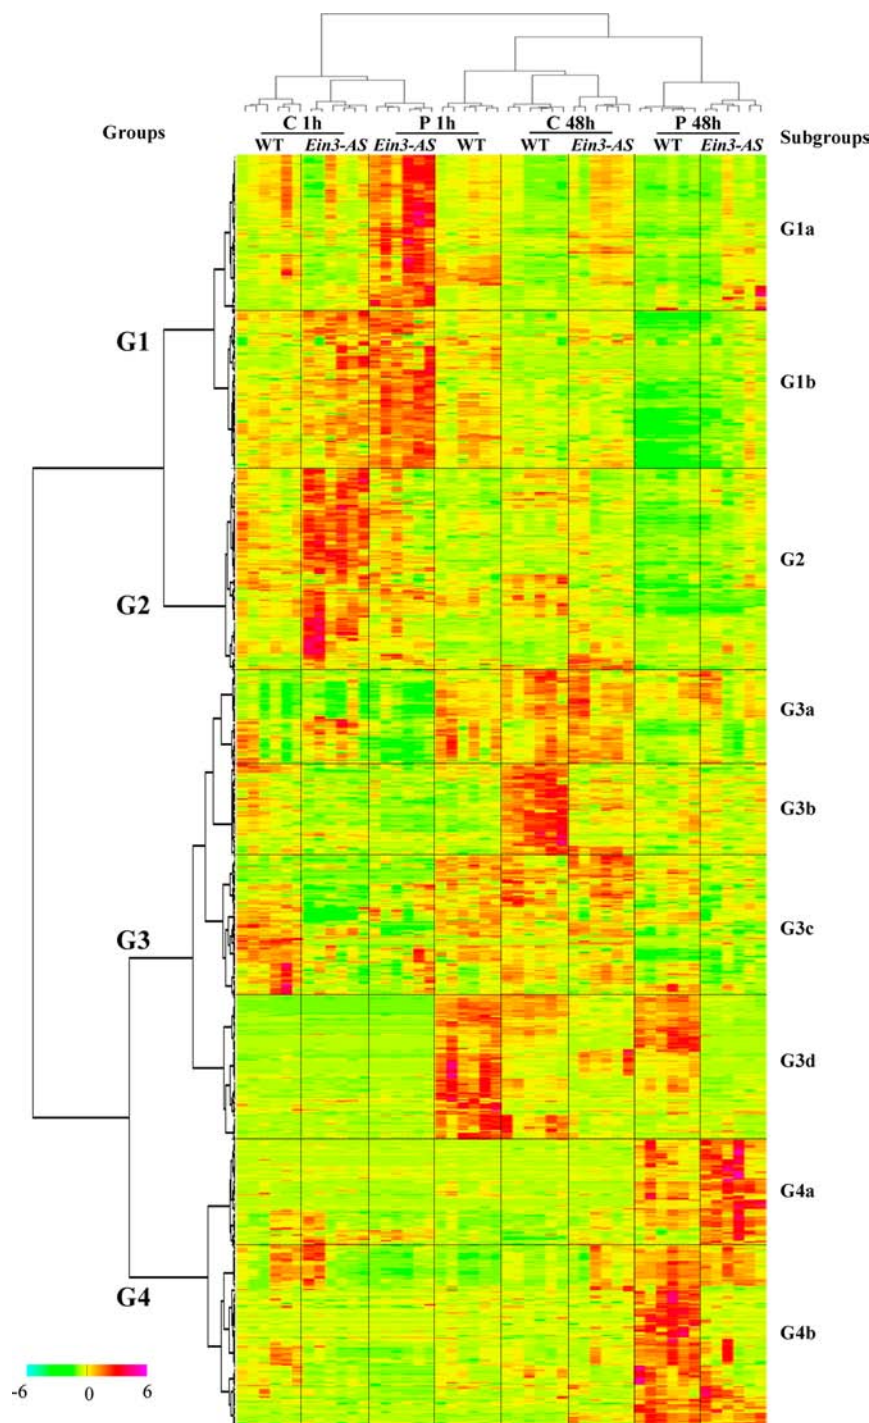 Groups
C 1h P 1h C 48h P 48h
Subgroups
WT Ein3-AS Ein3-AS WT WT Ein3-AS WT Ein3-AS
G1a
G1
G1b
G2
G2
G3a
G3b
G3c
G3
G3d
G4a
G4
G4b
-6 0 6